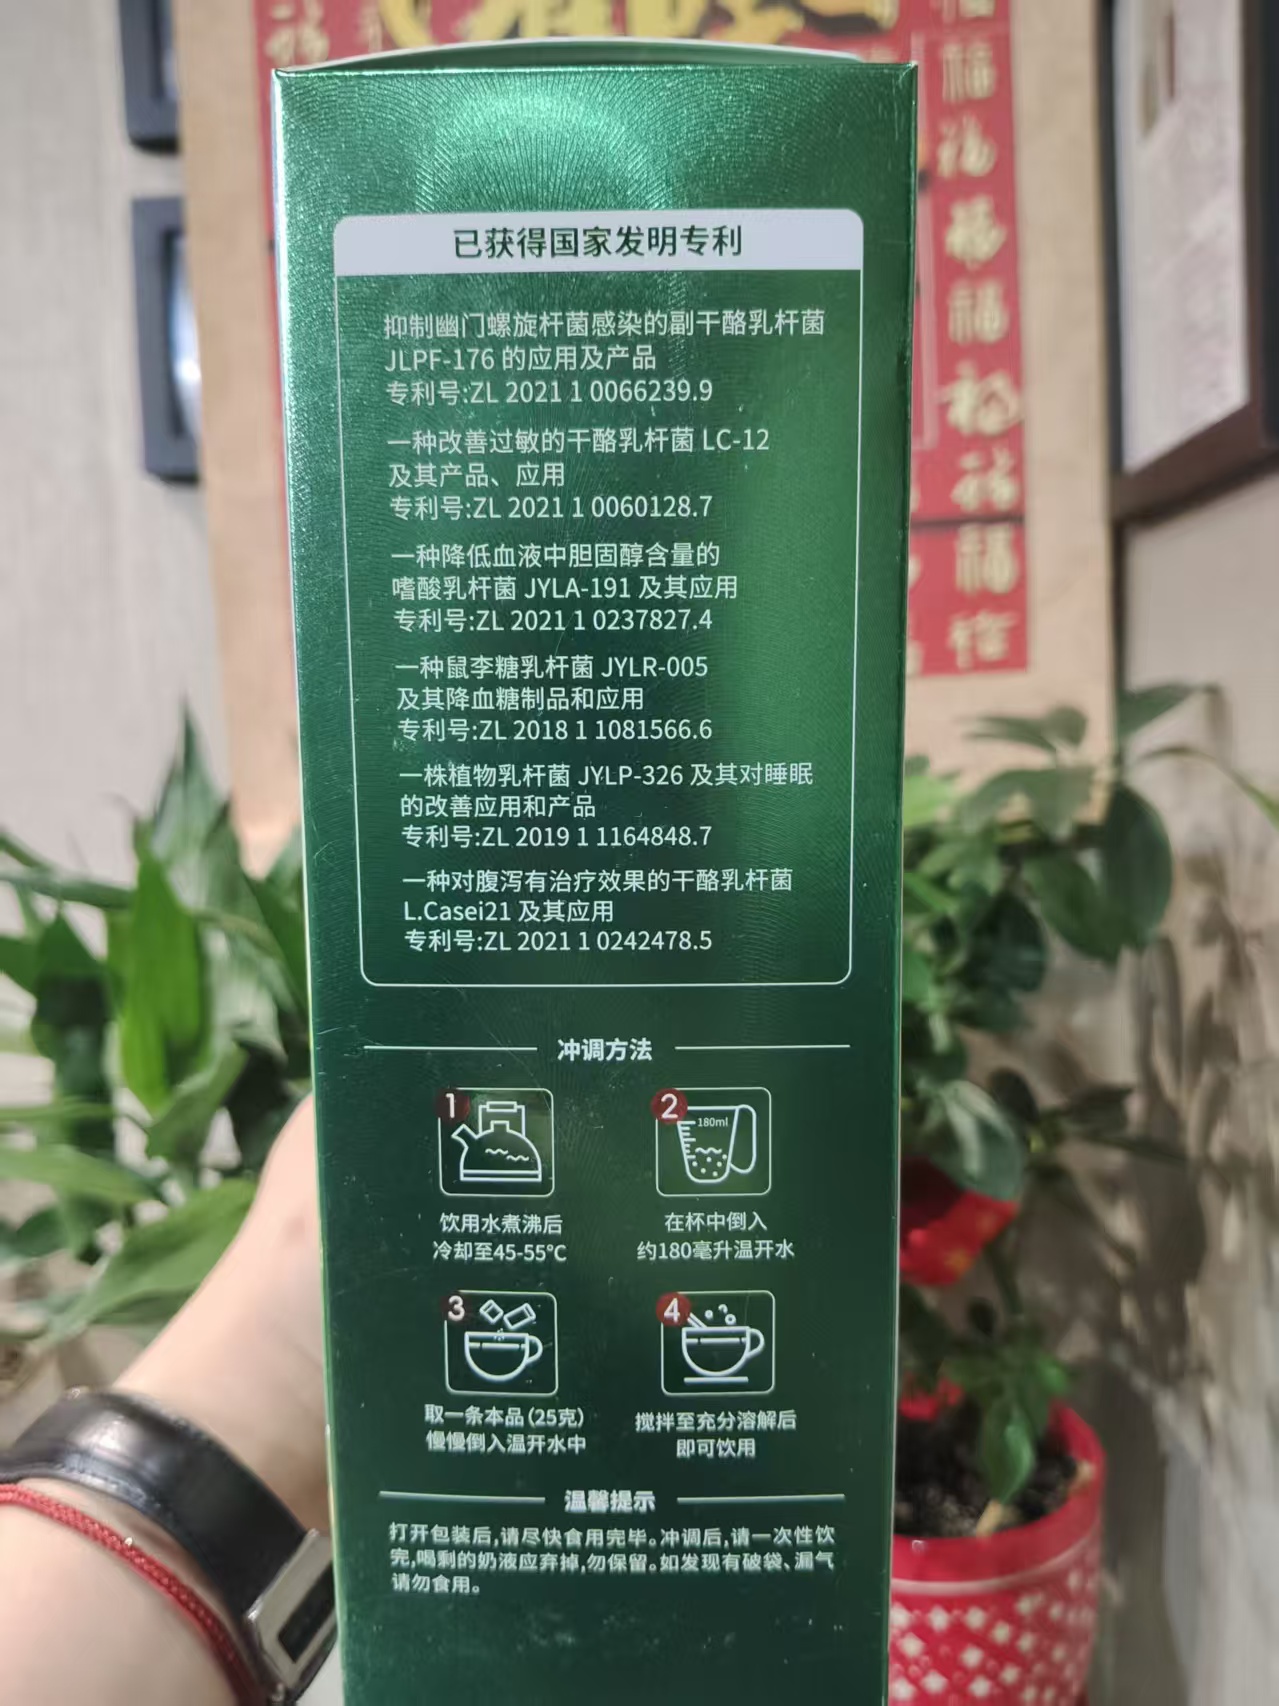 福
福
福
福
福
福
福
福
已获得国家发明专利
抑制幽门螺旋杆菌感染的副干酪乳杆菌
JLPF-176 的应用及产品
专利号:ZL 2021 1 0066239.9
一种改善过敏的干酪乳杆菌 LC-12
及其产品、应用
专利号:ZL 2021 1 0060128.7
一种降低血液中胆固醇含量的
嗜酸乳杆菌 JYLA-191 及其应用
专利号:ZL 2021 1 0237827.4
一种鼠李糖乳杆菌 JYLR-005
及其降血糖制品和应用
专利号:ZL 2018 1 1081566.6
一株植物乳杆菌 JYLP-326 及其对睡眠
的改善应用和产品
专利号:ZL 2019 1 1164848.7
一种对腹泻有治疗效果的干酪乳杆菌
L.Casei21 及其应用
专利号:ZL 2021 1 0242478.5
冲调方法
1
饮用水煮沸后
冷却至45-55°C
2
180ml
在杯中倒入
约180毫升温开水
3
取一条本品(25克)
慢慢倒入温开水中
4
搅拌至充分溶解后
即可饮用
温馨提示
打开包装后,请尽快食用完毕。冲调后,请一次性饮
完,喝剩的奶液应弃掉,勿保留。如发现有破袋、漏气
请勿食用。